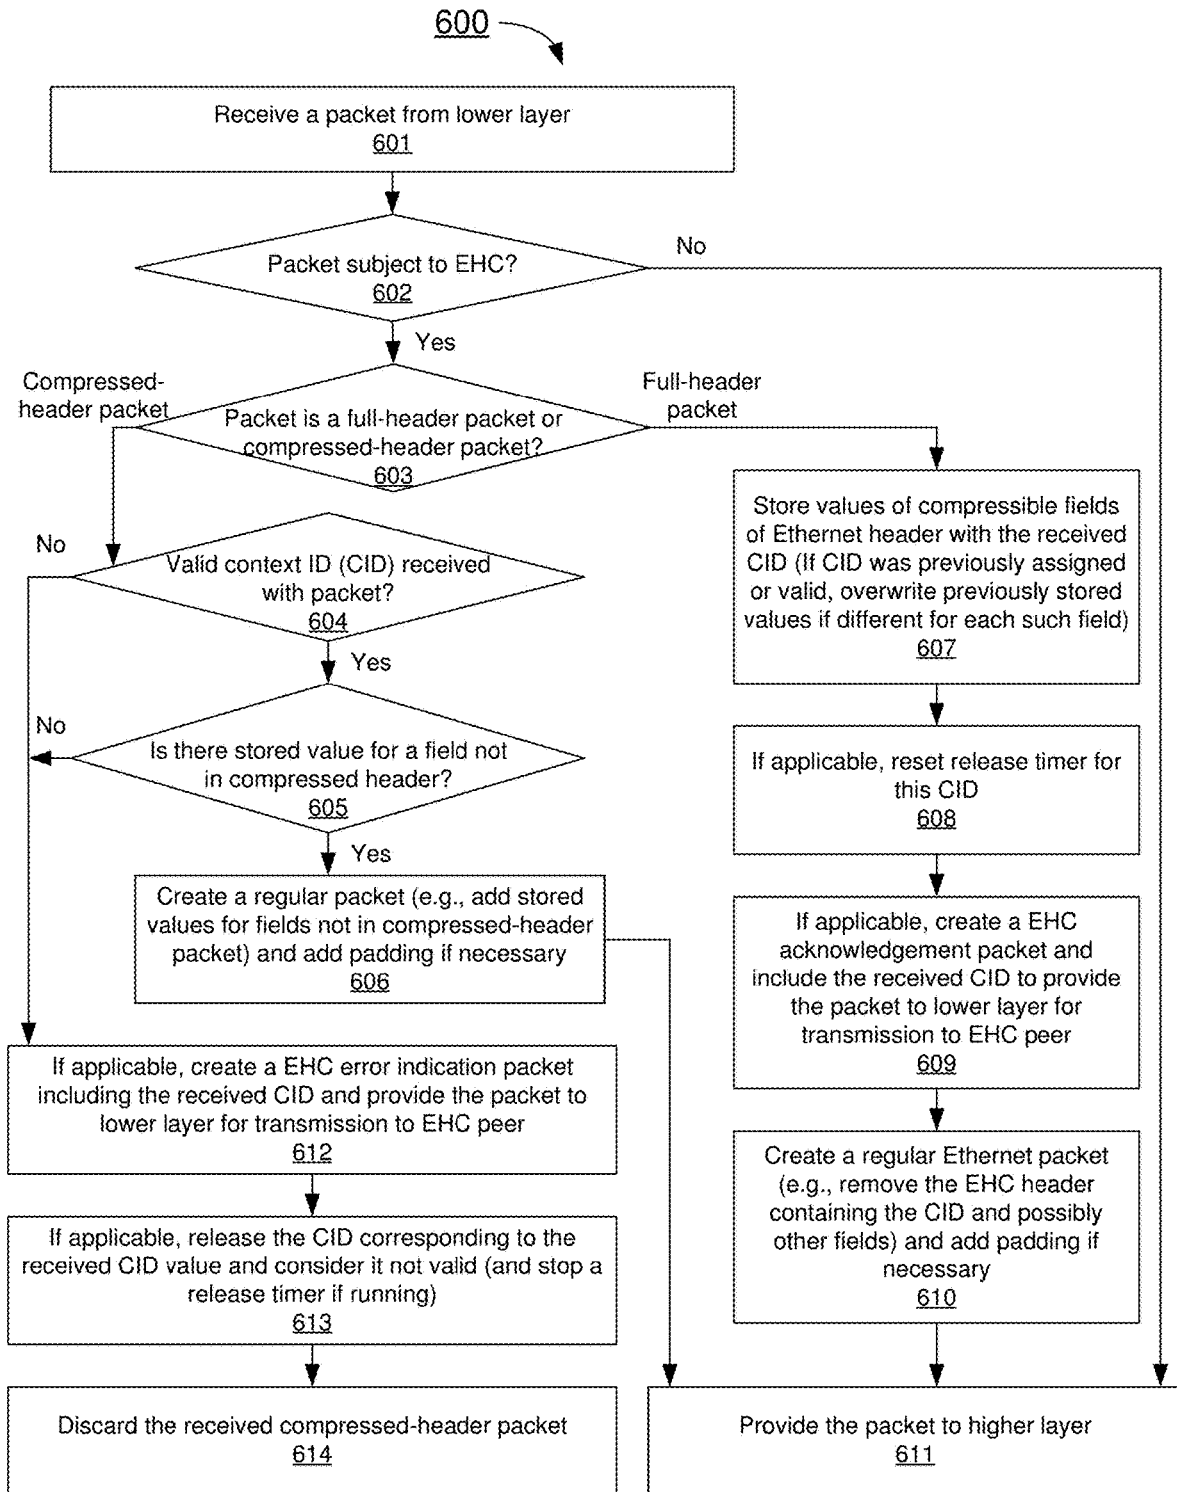 600
Receive a packet from lower layer
601
Packet subject to EHC?
602
No
Yes
Compressed-
header packet
Full-header
packet
Packet is a full-header packet or
compressed-header packet?
603
No
Valid context ID (CID) received
with packet?
604
Yes
No
Is there stored value for a field not
in compressed header?
605
Yes
Create a regular packet (e.g., add stored
values for fields not in compressed-header
packet) and add padding if necessary
606
Store values of compressible fields
of Ethernet header with the received
CID (If CID was previously assigned
or valid, overwrite previously stored
values if different for each such field)
607
If applicable, reset release timer for
this CID
608
If applicable, create a EHC
acknowledgement packet and
include the received CID to provide
the packet to lower layer for
transmission to EHC peer
609
Create a regular Ethernet packet
(e.g., remove the EHC header
containing the CID and possibly
other fields) and add padding if
necessary
610
If applicable, create a EHC error indication packet
including the received CID and provide the packet to
lower layer for transmission to EHC peer
612
If applicable, release the CID corresponding to the
received CID value and consider it not valid (and stop a
release timer if running)
613
Discard the received compressed-header packet
614
Provide the packet to higher layer
611